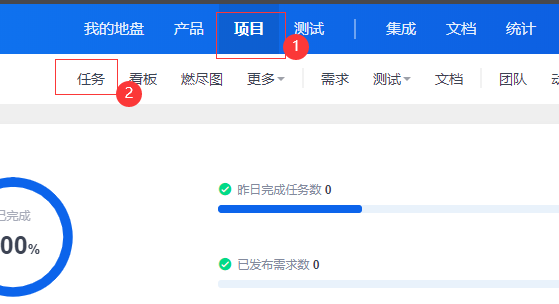 我的地盘 产品 项目 测试 集成 文档 统计
1
任务 看板 燃尽图 更多 需求 测试 文档 团队
2
昨日完成任务数 0
已完成
00%
已发布需求数 0